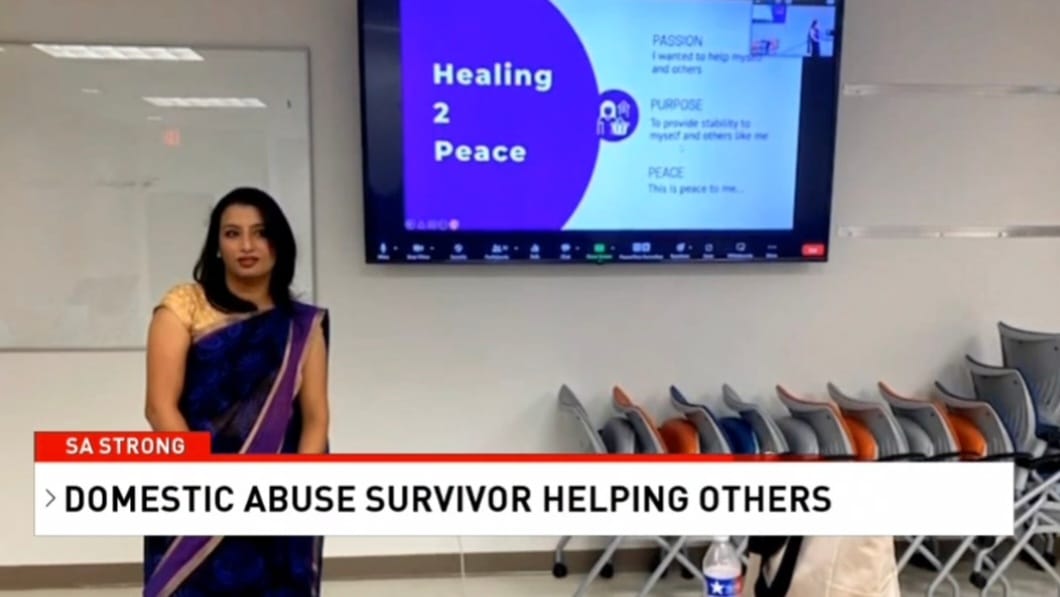 Healing
2
Peace
PASSION
I wanted to help myself
and others
PURPOSE
To provide stability to
myself and others like me
PEACE
This is peace to me...
SA STRONG
DOMESTIC ABUSE SURVIVOR HELPING OTHERS